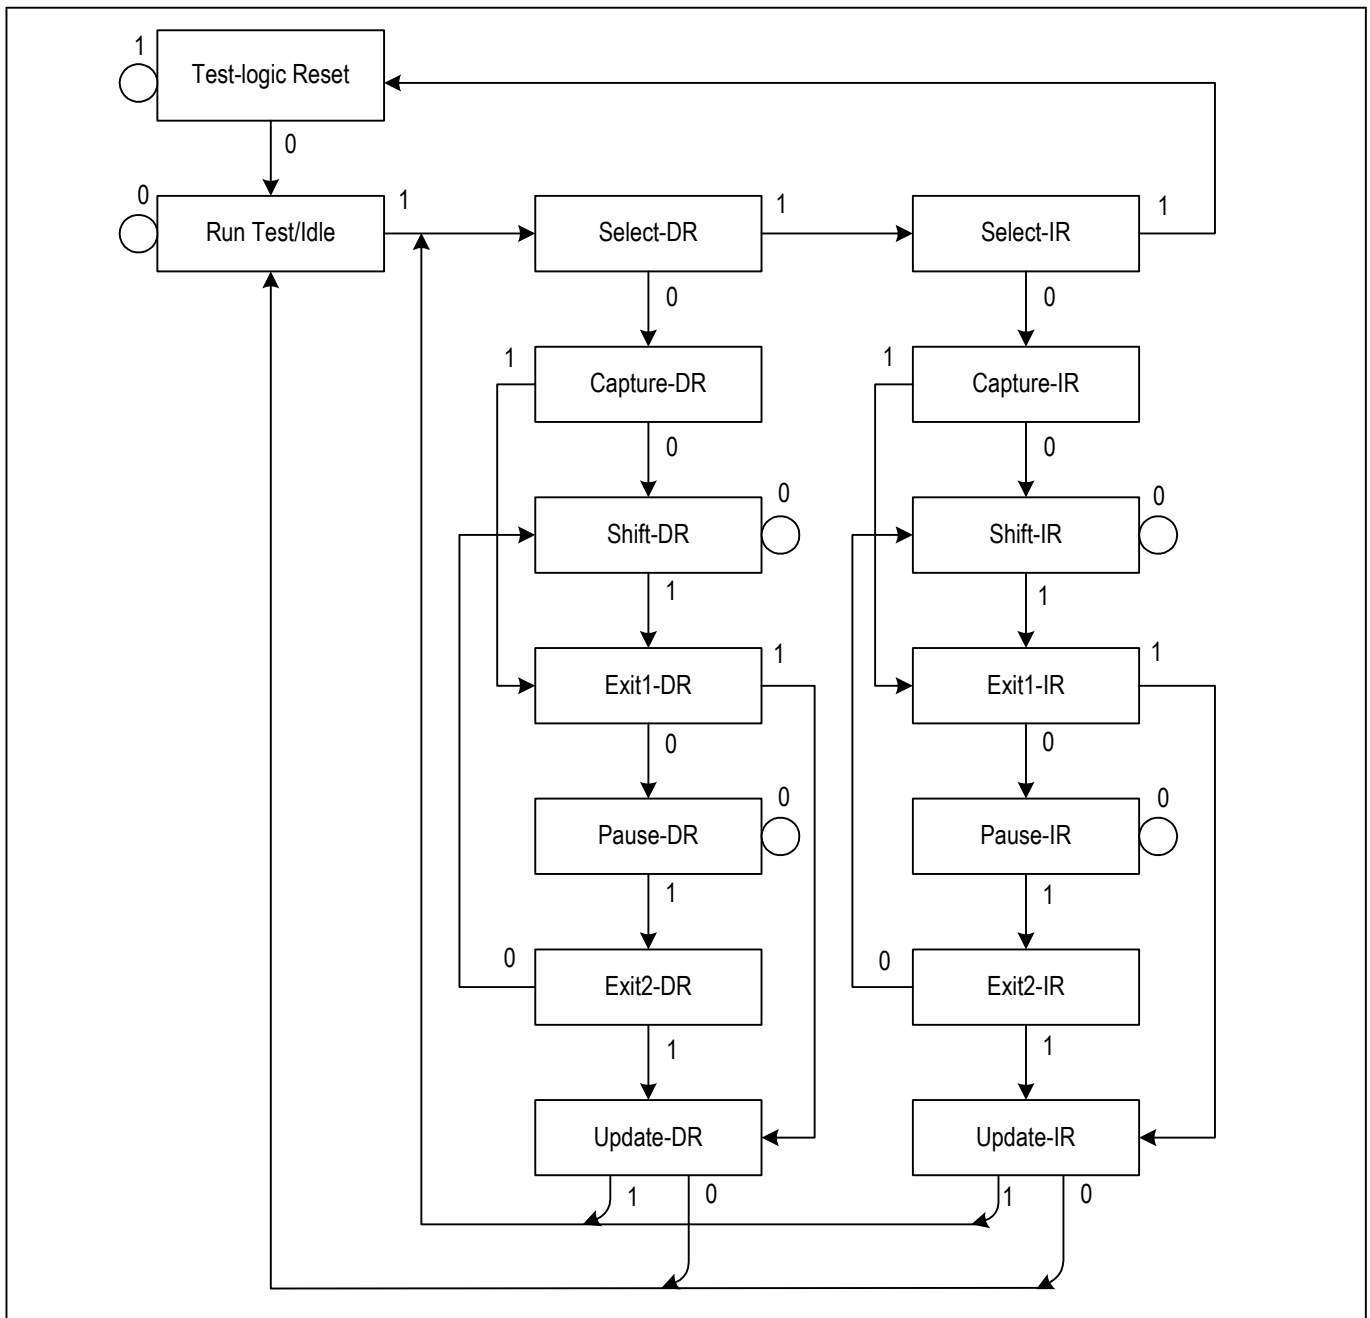 1
Test-logic Reset
0
0
Run Test/Idle
1
Select-DR
1
Select-IR
1
0
0
1
Capture-DR
1
Capture-IR
0
0
Shift-DR
0
Shift-IR
0
1
1
Exit1-DR
1
Exit1-IR
1
0
0
Pause-DR
0
Pause-IR
0
1
1
0
Exit2-DR
0
Exit2-IR
1
1
Update-DR
Update-IR
1
0
1
0